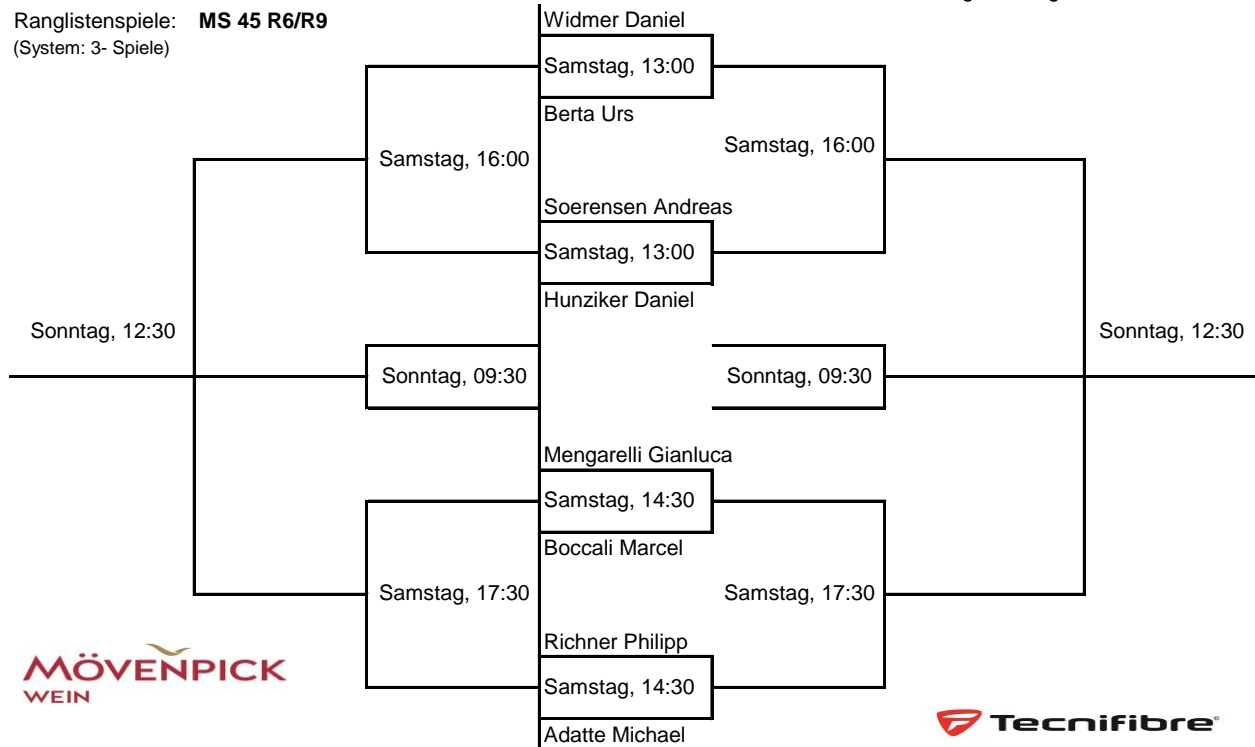 Ranglistenspiele: MS 45 R6/R9
(System: 3- Spiele)
Widmer Daniel
Samstag, 13:00
Berta Urs
Samstag, 16:00
Samstag, 16:00
Soerensen Andreas
Samstag, 13:00
Hunziker Daniel
Sonntag, 12:30
Sonntag, 12:30
Sonntag, 09:30
Sonntag, 09:30
Mengarelli Gianluca
Samstag, 14:30
Boccali Marcel
Samstag, 17:30
Samstag, 17:30
Richner Philipp
Samstag, 14:30
Adatte Michael
MÖVENPICK
WEIN
Tecnifibre